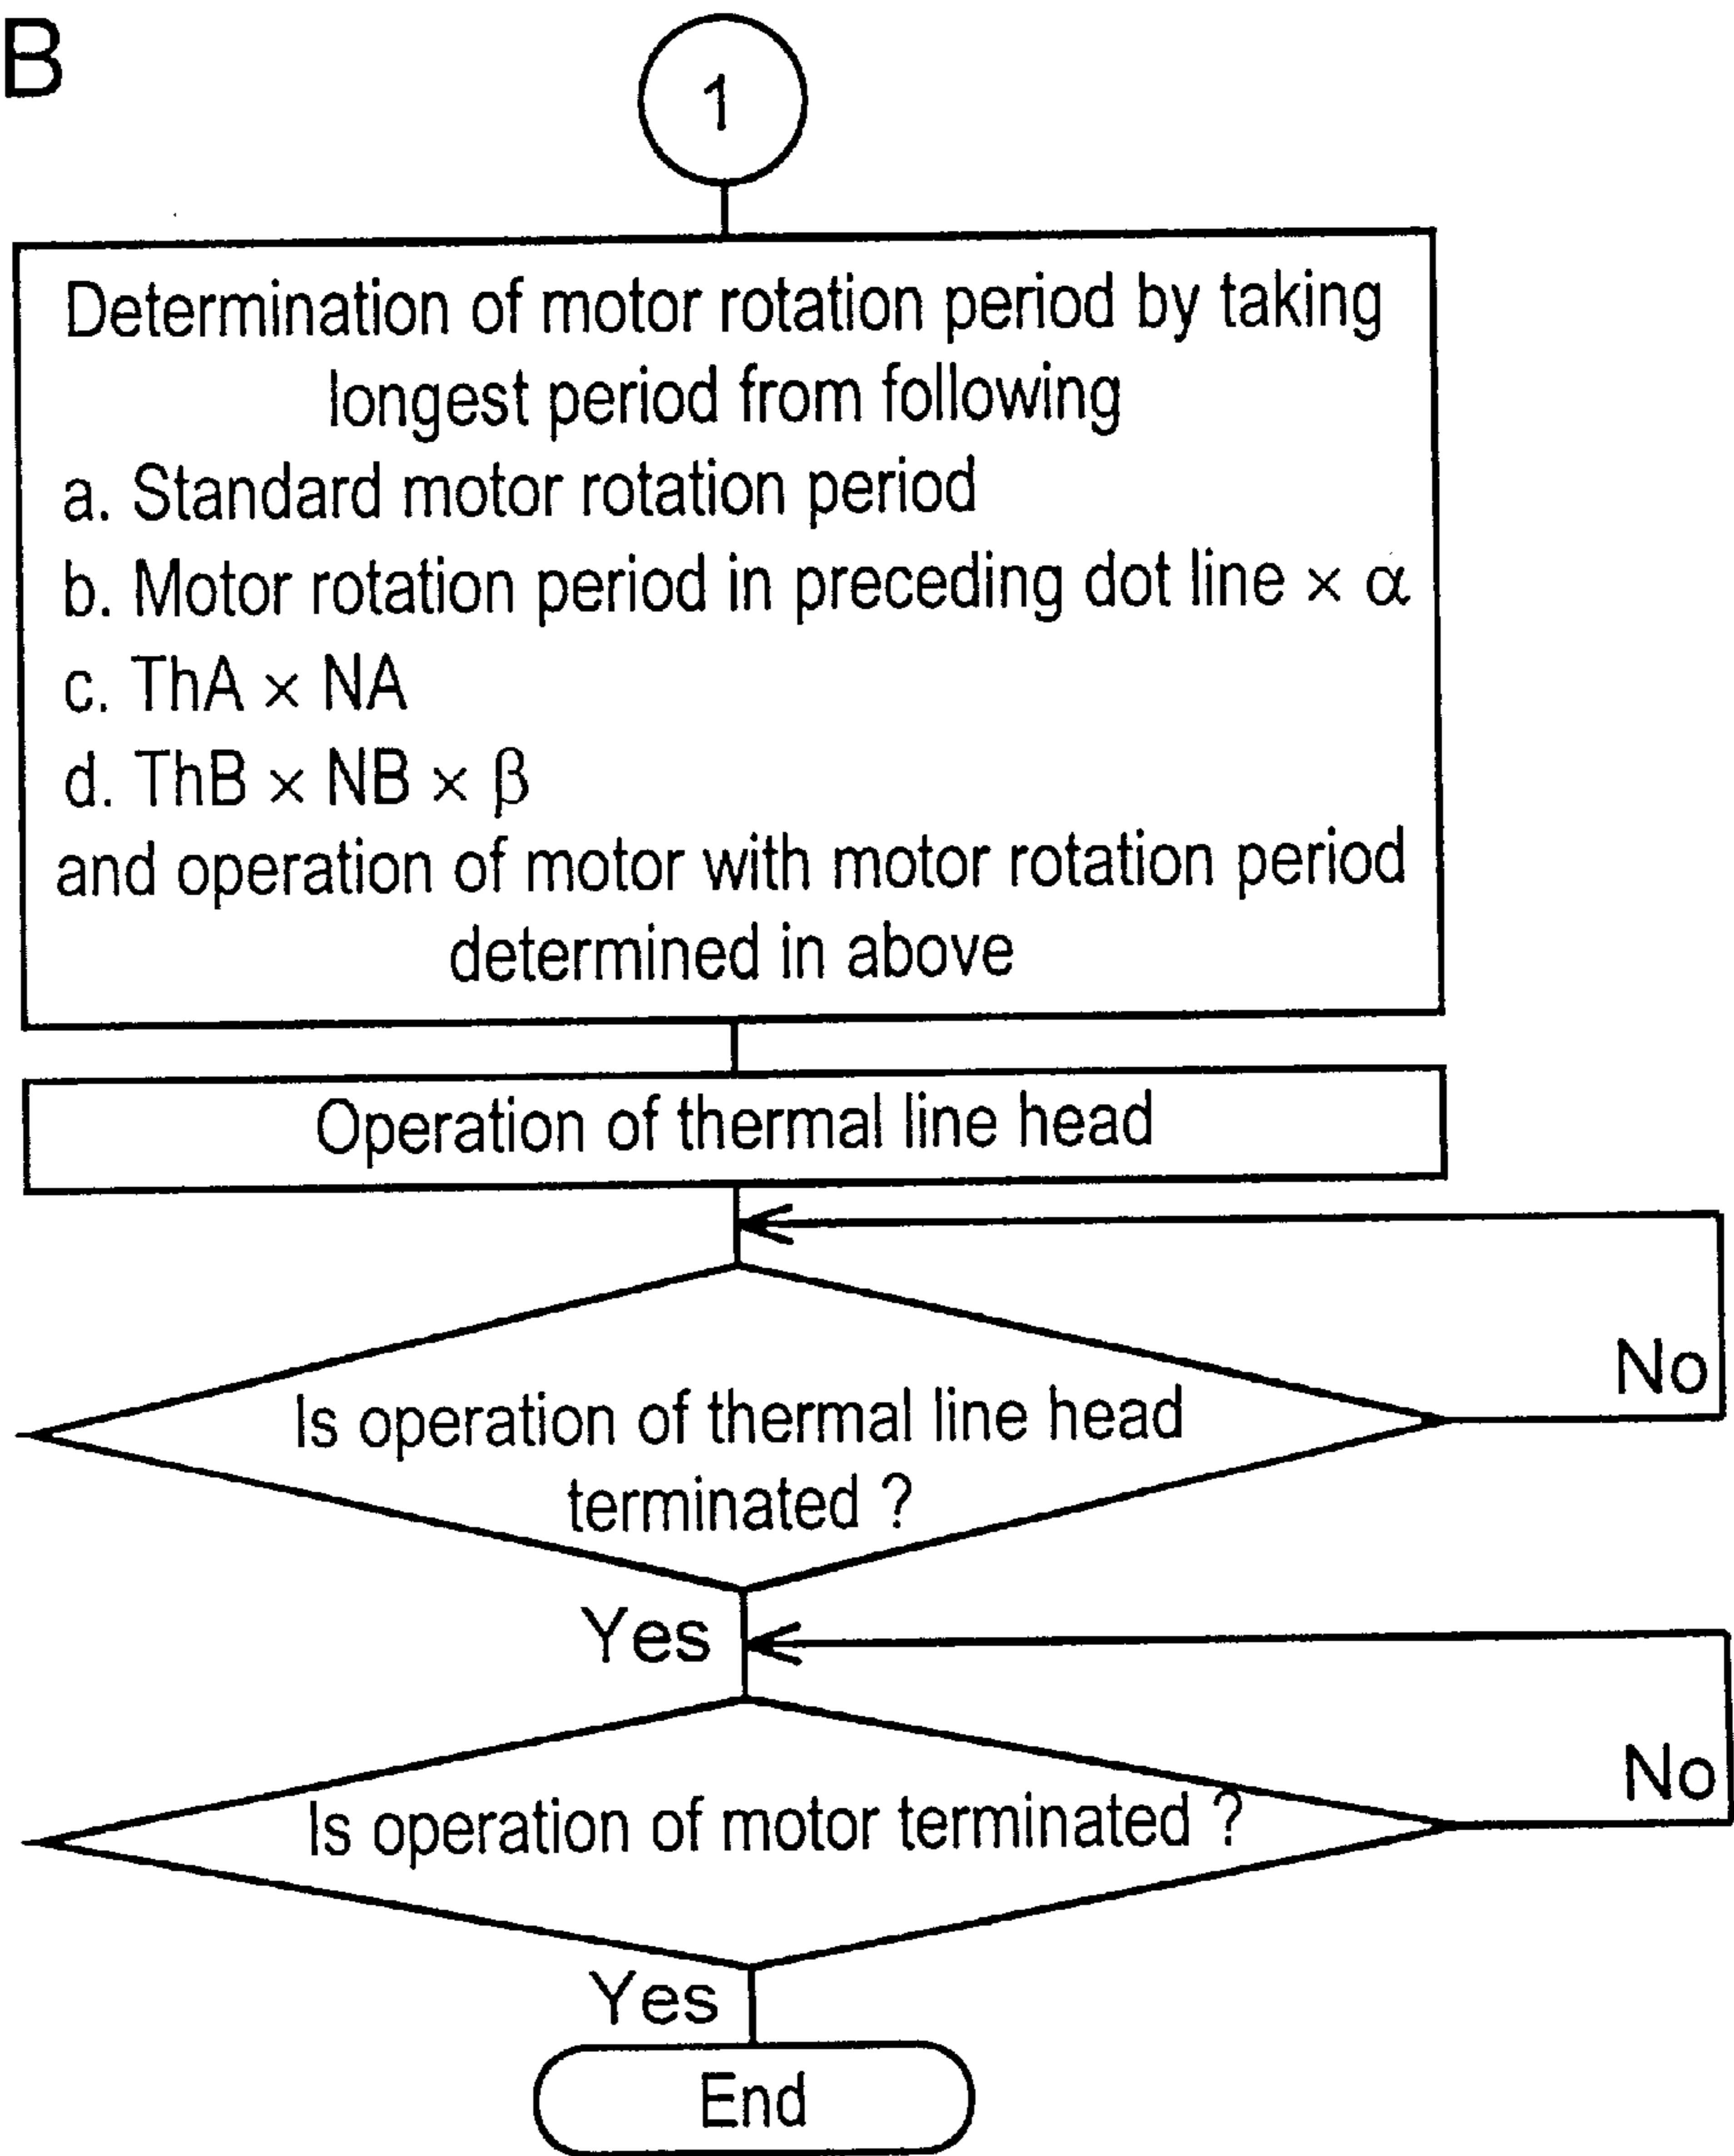 B
1
Determination of motor rotation period by taking
longest period from following
a. Standard motor rotation period
b. Motor rotation period in preceding dot line × α
c. ThA × NA
d. ThB × NB × β
and operation of motor with motor rotation period
determined in above
Operation of thermal line head
No
Is operation of thermal line head
terminated ?
Yes
No
Is operation of motor terminated ?
Yes
End